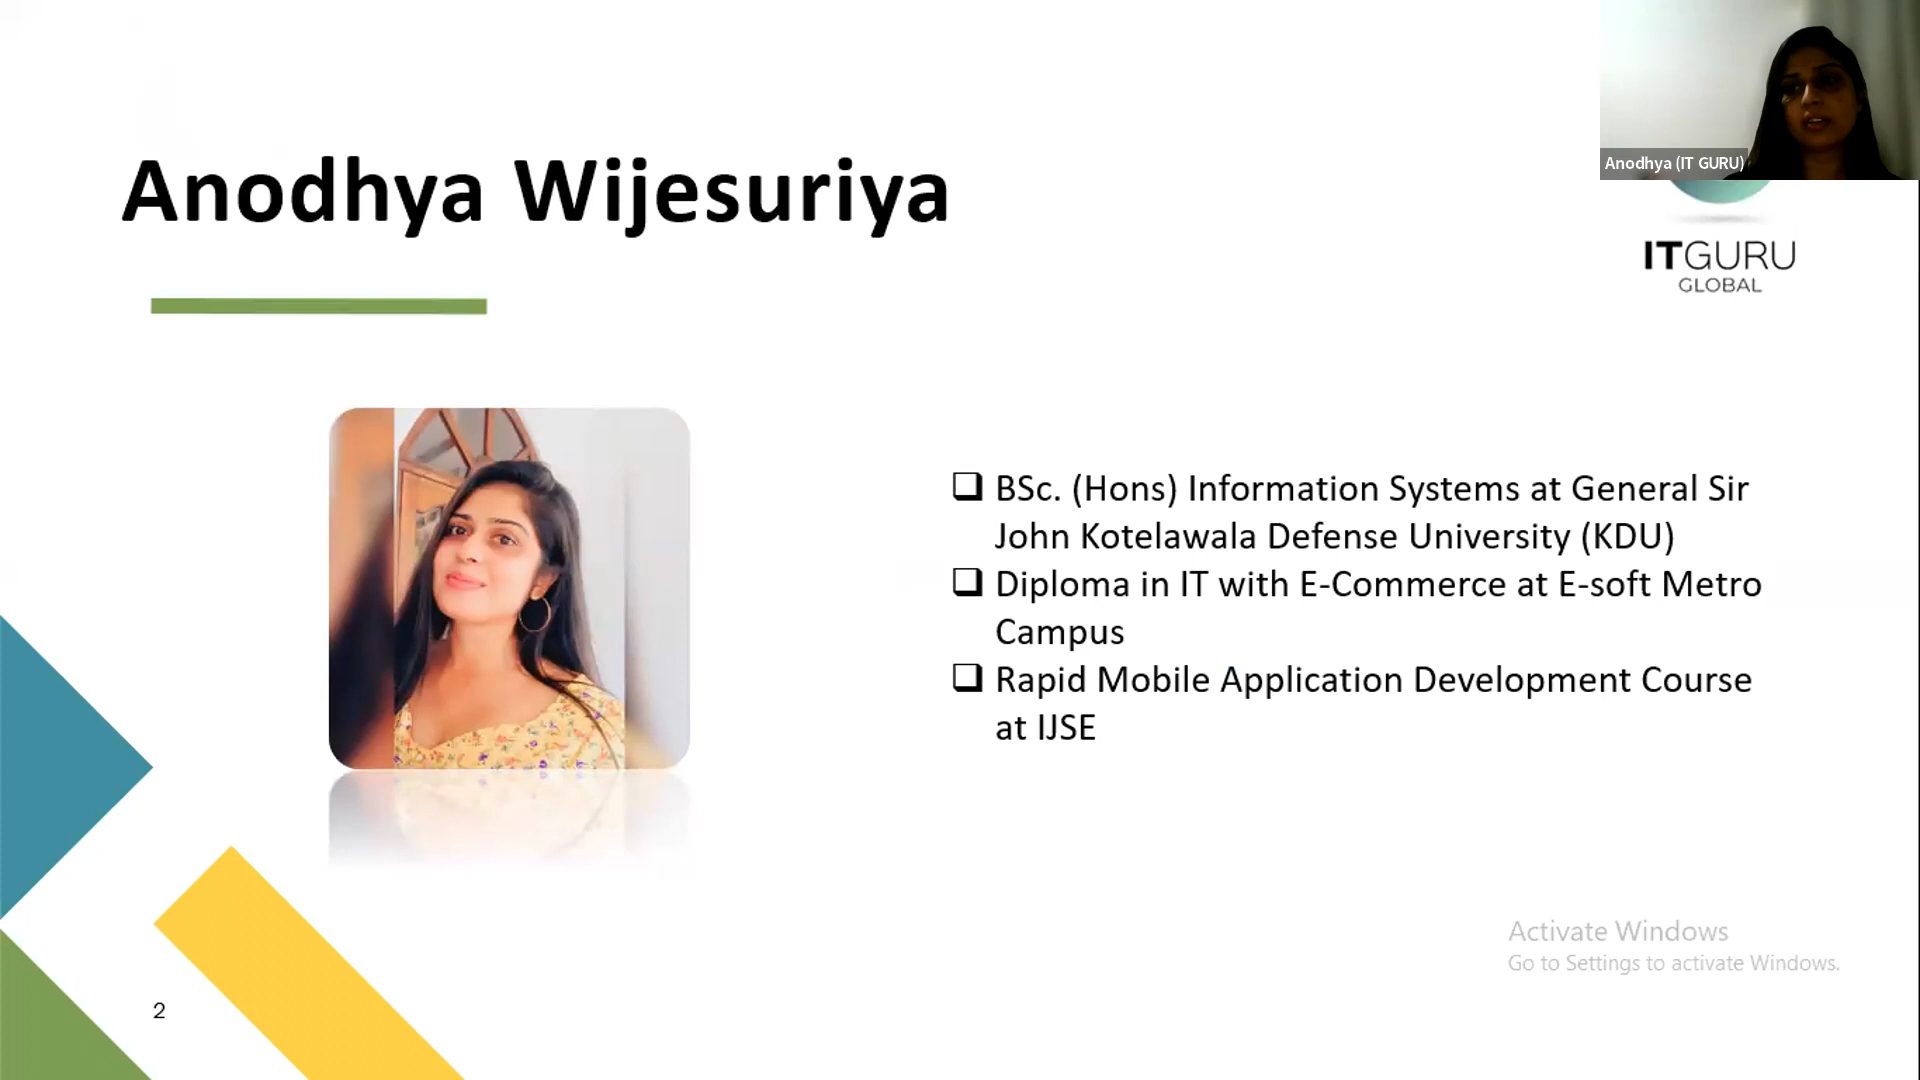 Anodhya (IT GURU)
Anodhya Wijesuriya
ITGURU
GLOBAL
❑ BSc. (Hons) Information Systems at General Sir
John Kotelawala Defense University (KDU)
❑ Diploma in IT with E-Commerce at E-soft Metro
Campus
❑ Rapid Mobile Application Development Course
at IJSE
Activate Windows
Go to Settings to activate Windows.
2